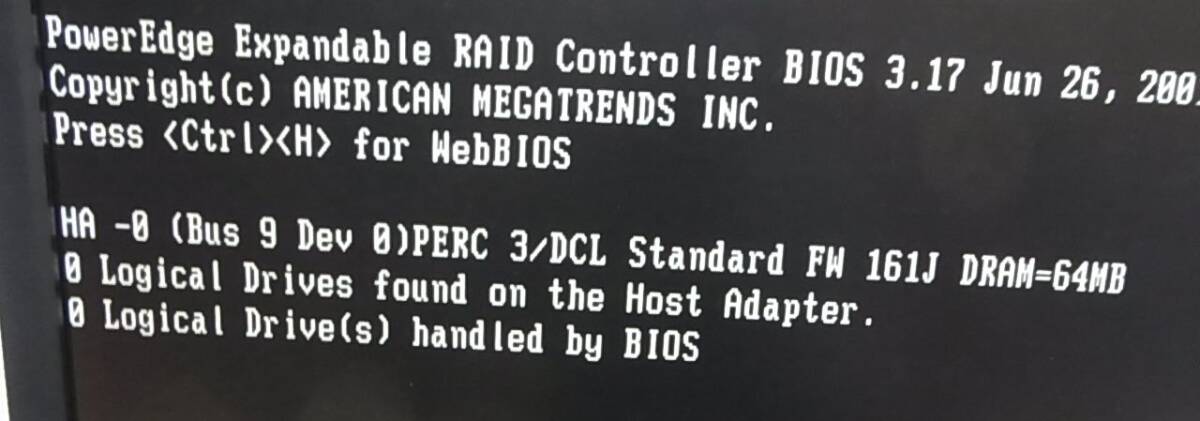 PowerEdge Expandable RAID Controller BIOS 3.17 Jun 26, 200
Copyright(c) AMERICAN MEGATRENDS INC.
Press <Ctrl><H> for WebBIOS
HA -0 (Bus 9 Dev 0)PERC 3/DCL Standard FW 161J DRAM=64MB
0 Logical Drives found on the Host Adapter.
0 Logical Drive(s) handled by BIOS